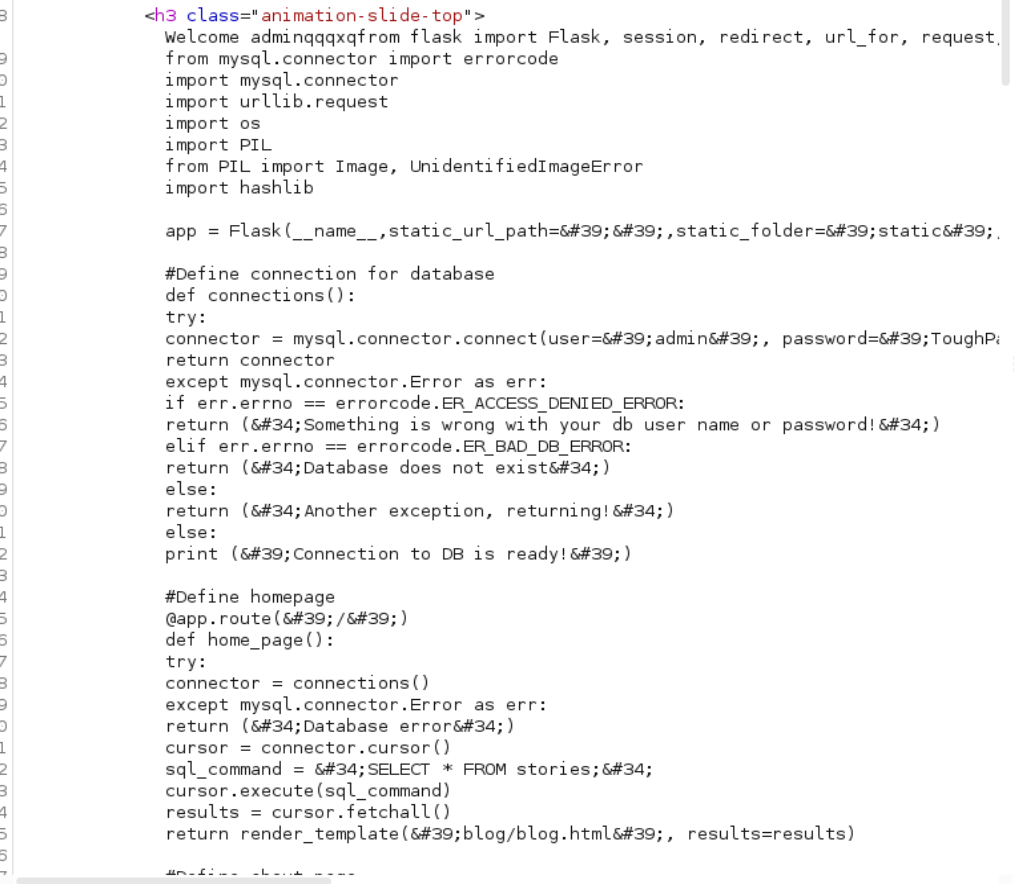 8 <h3 class="animation-slide-top">
Welcome adminqqqxqfrom flask import Flask, session, redirect, url_for, request,
9 from mysql.connector import errorcode
0 import mysql.connector
1 import urllib.request
2 import os
3 import PIL
4 from PIL import Image, UnidentifiedImageError
5 import hashlib
6
7 app = Flask(__name__,static_url_path=&#39;&#39;,static_folder=&#39;static&#39;,
8
9 #Define connection for database
0 def connections():
1 try:
2 connector = mysql.connector.connect(user=&#39;admin&#39;, password=&#39;ToughPa
3 return connector
4 except mysql.connector.Error as err:
5 if err.errno == errorcode.ER_ACCESS_DENIED_ERROR:
6 return (&#34;Something is wrong with your db user name or password!&#34;)
7 elif err.errno == errorcode.ER_BAD_DB_ERROR:
8 return (&#34;Database does not exist&#34;)
9 else:
0 return (&#34;Another exception, returning!&#34;)
1 else:
2 print (&#39;Connection to DB is ready!&#39;)
3
4 #Define homepage
5 @app.route(&#39;/&#39;)
6 def home_page():
7 try:
8 connector = connections()
9 except mysql.connector.Error as err:
0 return (&#34;Database error&#34;)
1 cursor = connector.cursor()
2 sql_command = &#34;SELECT * FROM stories;&#34;
3 cursor.execute(sql_command)
4 results = cursor.fetchall()
5 return render_template(&#39;blog/blog.html&#39;, results=results)
6
7 #Define about page